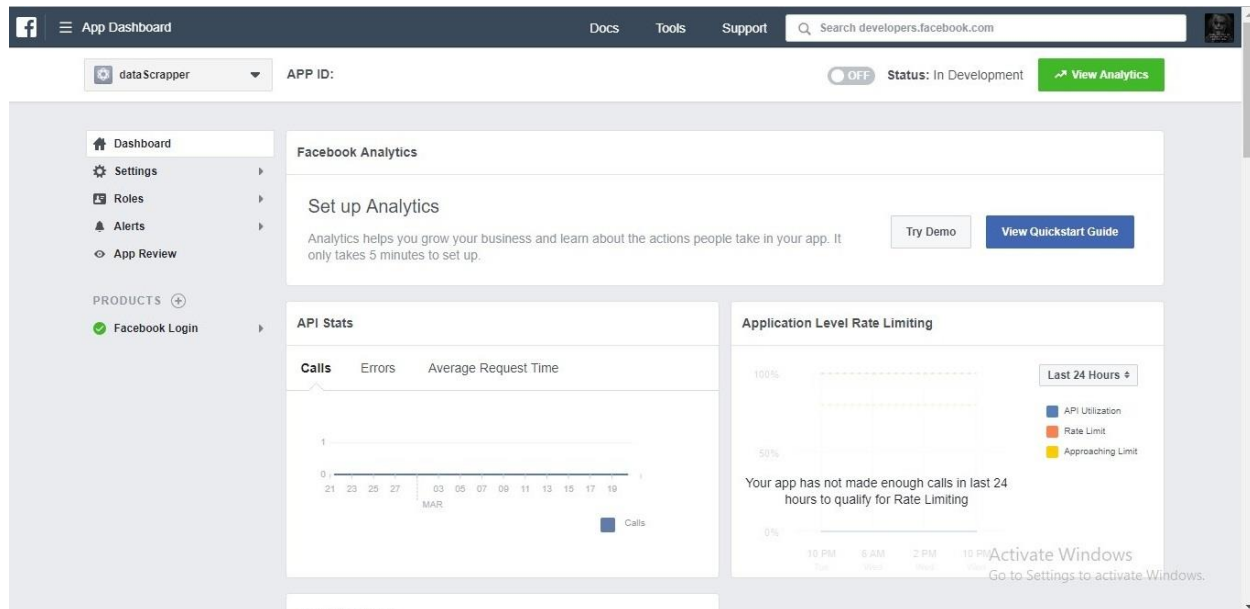 f
App Dashboard
Docs
Tools
Support
Search developers.facebook.com
dataScrapper
APP ID:
OFF
Status: In Development
View Analytics
Dashboard
Settings
Roles
Alerts
App Review
PRODUCTS
Facebook Login
Facebook Analytics
Set up Analytics
Analytics helps you grow your business and learn about the actions people take in your app. It
only takes 5 minutes to set up.
Try Demo
View Quickstart Guide
API Stats
Calls Errors Average Request Time
1
0
21 23 25 27 03 05 07 09 11 13 15 17 19
MAR
Calls
Application Level Rate Limiting
Last 24 Hours
100%
50%
0%
API Utilization
Rate Limit
Approaching Limit
Your app has not made enough calls in last 24
hours to qualify for Rate Limiting
10 PM 6 AM 2 PM 10 PM
Tue Wed Wed
Activate Windows
Go to Settings to activate Windows.